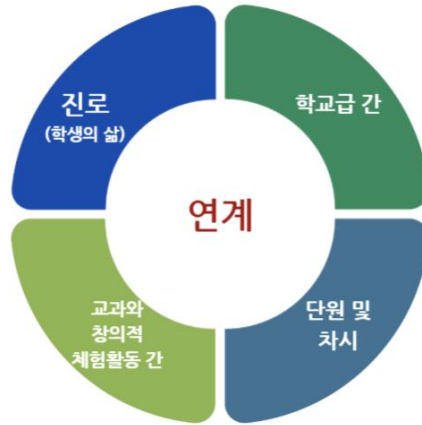 진로
(학생의 삶)
학교급 간
연계
교과와
창의적
체험활동 간
단원 및
차시